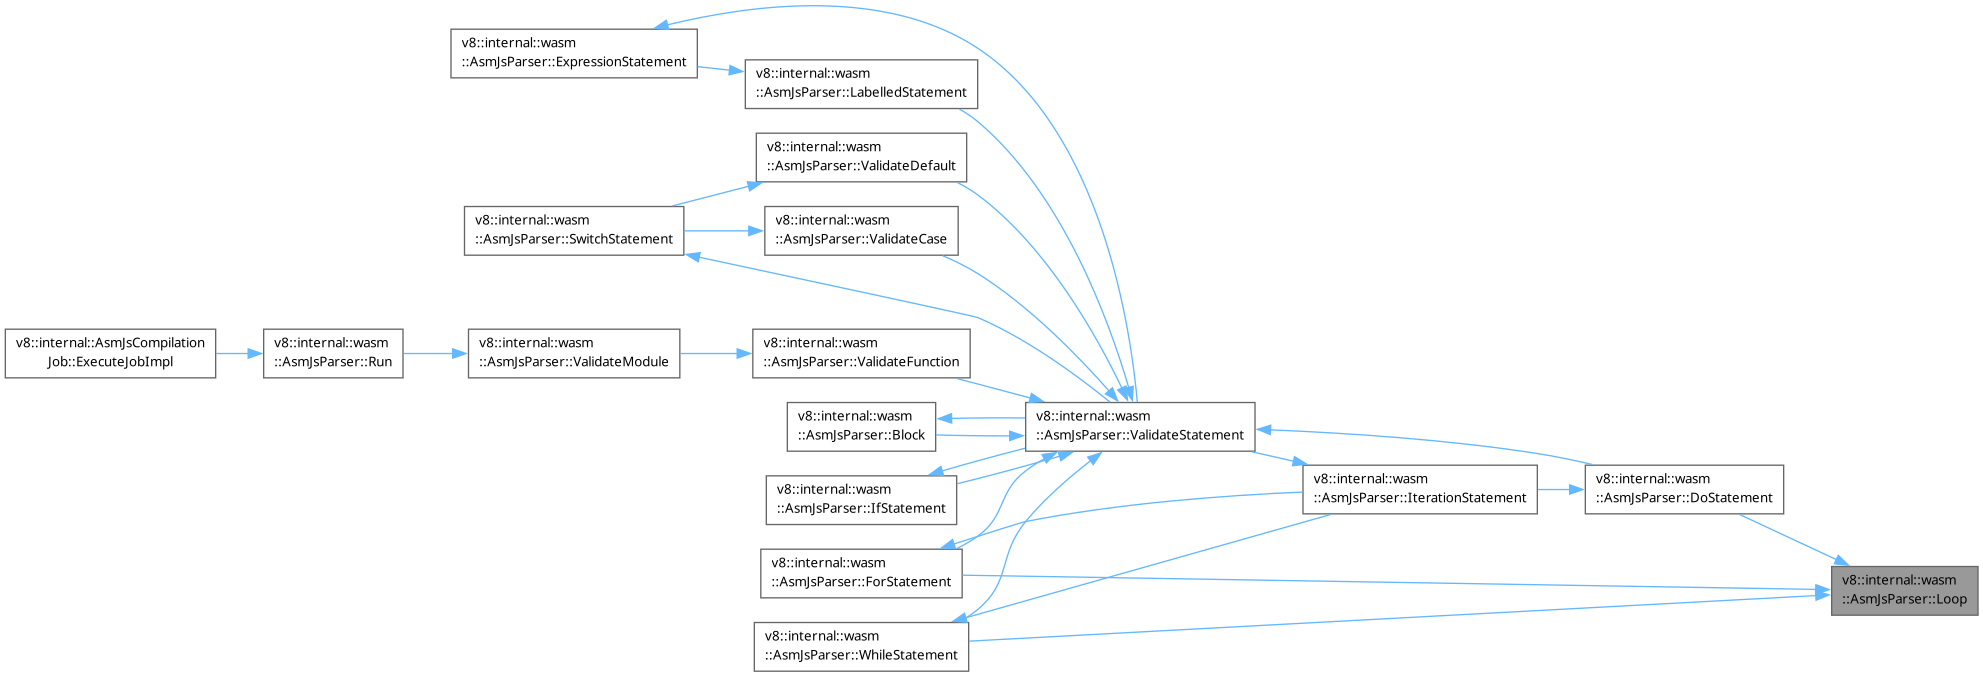 v8::internal::wasm
::AsmJsParser::ExpressionStatement
v8::internal::wasm
::AsmJsParser::LabelledStatement
v8::internal::wasm
::AsmJsParser::ValidateDefault
v8::internal::wasm
::AsmJsParser::SwitchStatement
v8::internal::wasm
::AsmJsParser::ValidateCase
v8::internal::AsmJsCompilation
Job::ExecuteJobImpl
v8::internal::wasm
::AsmJsParser::Run
v8::internal::wasm
::AsmJsParser::ValidateModule
v8::internal::wasm
::AsmJsParser::ValidateFunction
v8::internal::wasm
::AsmJsParser::Block
v8::internal::wasm
::AsmJsParser::ValidateStatement
v8::internal::wasm
::AsmJsParser::IfStatement
v8::internal::wasm
::AsmJsParser::IterationStatement
v8::internal::wasm
::AsmJsParser::DoStatement
v8::internal::wasm
::AsmJsParser::ForStatement
v8::internal::wasm
::AsmJsParser::Loop
v8::internal::wasm
::AsmJsParser::WhileStatement